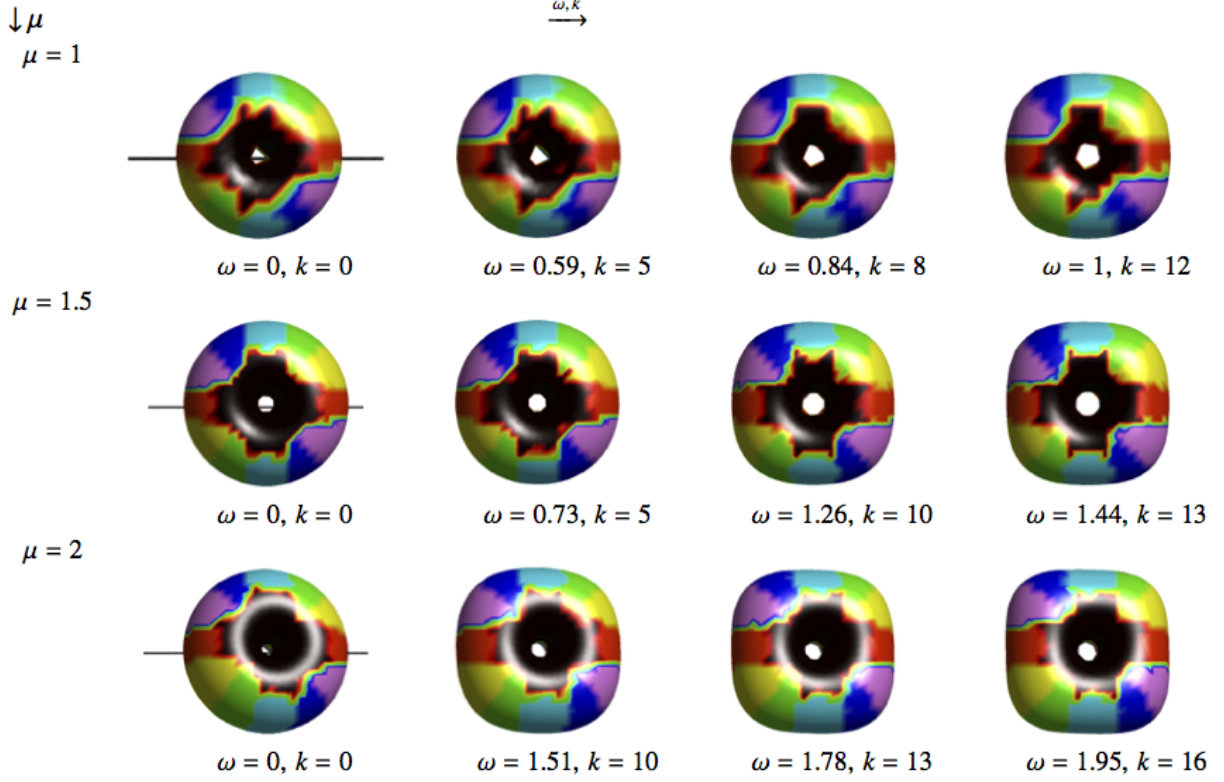 ↓μ
ω,k
μ = 1
ω = 0, k = 0
ω = 0.59, k = 5
ω = 0.84, k = 8
ω = 1, k = 12
μ = 1.5
ω = 0, k = 0
ω = 0.73, k = 5
ω = 1.26, k = 10
ω = 1.44, k = 13
μ = 2
ω = 0, k = 0
ω = 1.51, k = 10
ω = 1.78, k = 13
ω = 1.95, k = 16